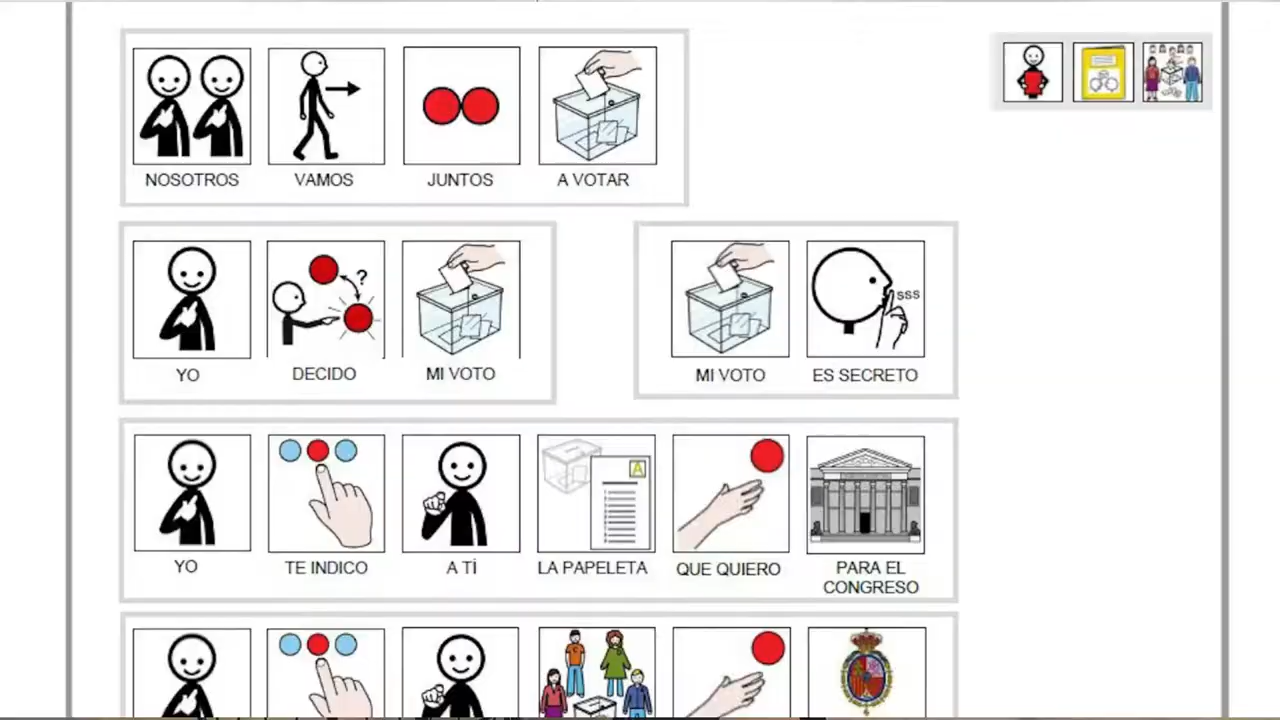 NOSOTROS VAMOS JUNTOS A VOTAR
?
sss
YO DECIDO MI VOTO
MI VOTO ES SECRETO
A
YO TE INDICO A TÍ LA PAPELETA QUE QUIERO PARA EL CONGRESO